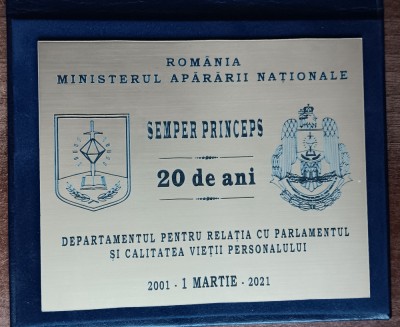 ROMÂNIA
MINISTERUL APĂRĂRII NAȚIONALE
SEMPER PRINCEPS
20 de ani
DEPARTAMENTUL PENTRU RELAȚIA CU PARLAMENTUL
ȘI CALITATEA VIEȚII PERSONALULUI
2001 - 1 MARTIE - 2021